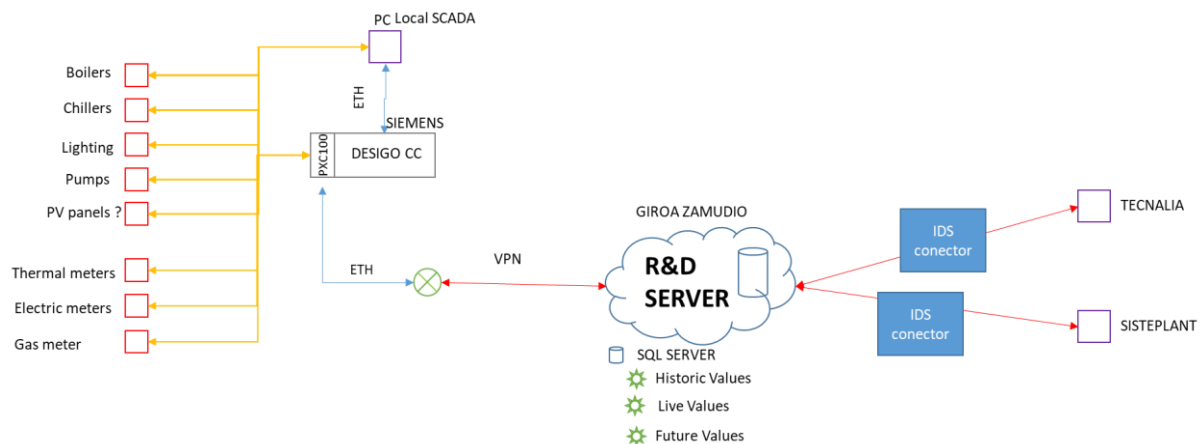 PC Local SCADA
Boilers
Chillers
Lighting
Pumps
PV panels ?
Thermal meters
Electric meters
Gas meter
ETH
SIEMENS
PXC100
DESIGO CC
ETH
VPN
GIROA ZAMUDIO
R&D
SERVER
SQL SERVER
Historic Values
Live Values
Future Values
IDS
conector
IDS
conector
TECNALIA
SISTEPLANT